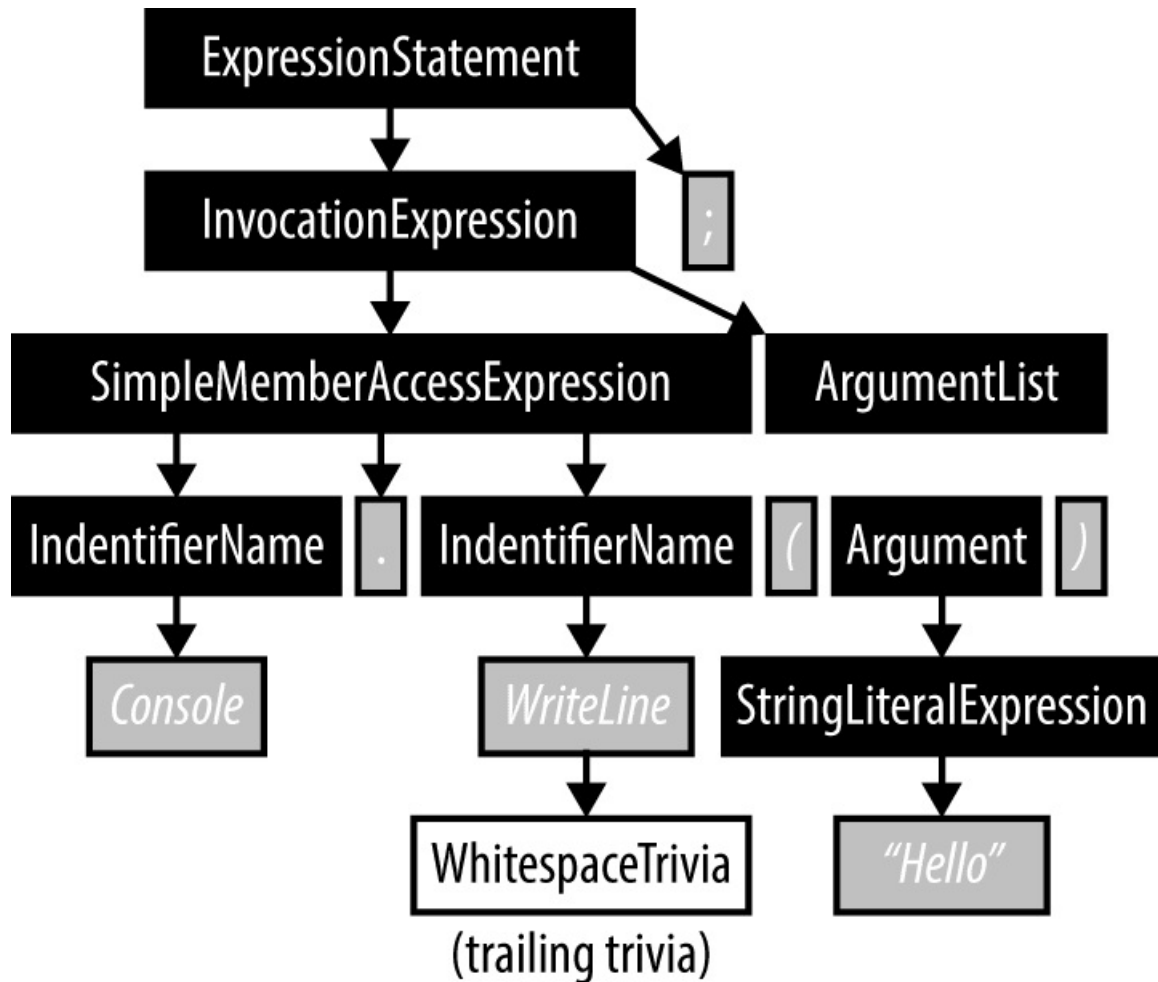 ExpressionStatement
InvocationExpression ;
SimpleMemberAccessExpression ArgumentList
IndentifierName . IndentifierName ( Argument )
Console WriteLine StringLiteralExpression
WhitespaceTrivia “Hello”
(trailing trivia)